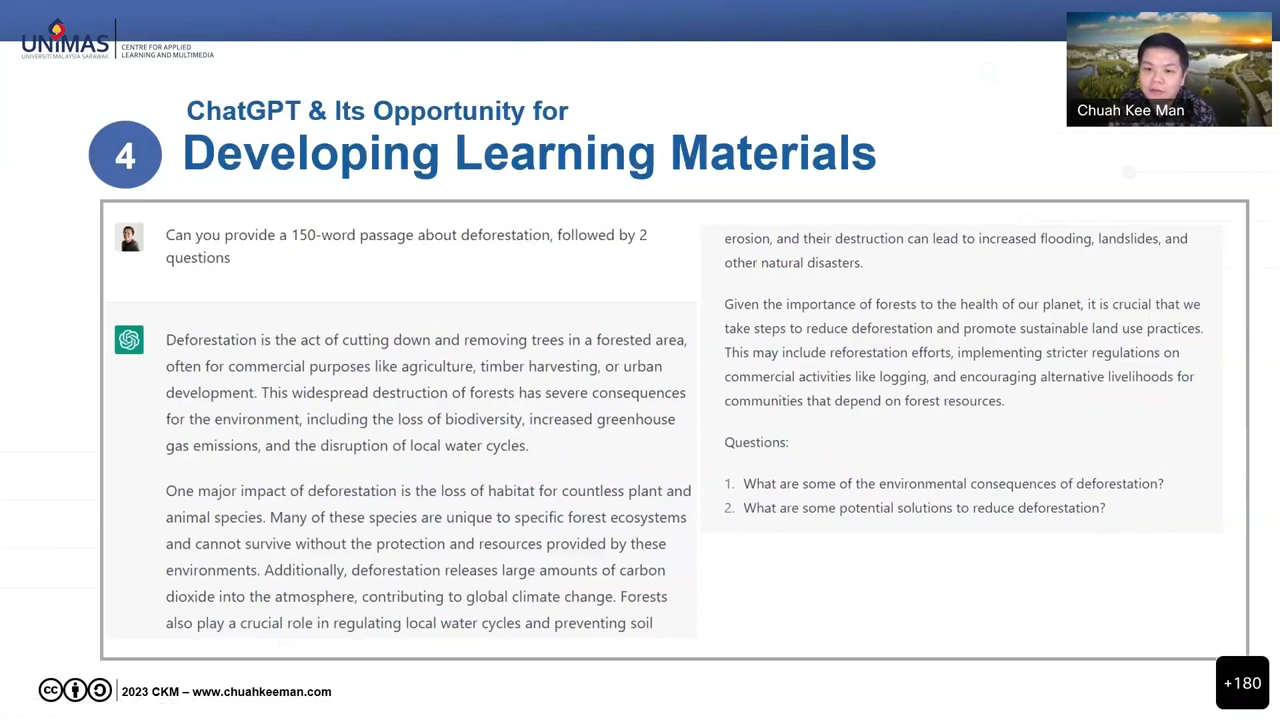 UNIMAS
UNIVERSITI MALAYSIA SARAWAK
CENTRE FOR APPLIED
LEARNING AND MULTIMEDIA
Chuah Kee Man
4
ChatGPT & Its Opportunity for
Developing Learning Materials
Can you provide a 150-word passage about deforestation, followed by 2
questions
Deforestation is the act of cutting down and removing trees in a forested area,
often for commercial purposes like agriculture, timber harvesting, or urban
development. This widespread destruction of forests has severe consequences
for the environment, including the loss of biodiversity, increased greenhouse
gas emissions, and the disruption of local water cycles.
One major impact of deforestation is the loss of habitat for countless plant and
animal species. Many of these species are unique to specific forest ecosystems
and cannot survive without the protection and resources provided by these
environments. Additionally, deforestation releases large amounts of carbon
dioxide into the atmosphere, contributing to global climate change. Forests
also play a crucial role in regulating local water cycles and preventing soil
erosion, and their destruction can lead to increased flooding, landslides, and
other natural disasters.
Given the importance of forests to the health of our planet, it is crucial that we
take steps to reduce deforestation and promote sustainable land use practices.
This may include reforestation efforts, implementing stricter regulations on
commercial activities like logging, and encouraging alternative livelihoods for
communities that depend on forest resources.
Questions:
1. What are some of the environmental consequences of deforestation?
2. What are some potential solutions to reduce deforestation?
cc
2023 CKM – www.chuahkeeman.com
+180